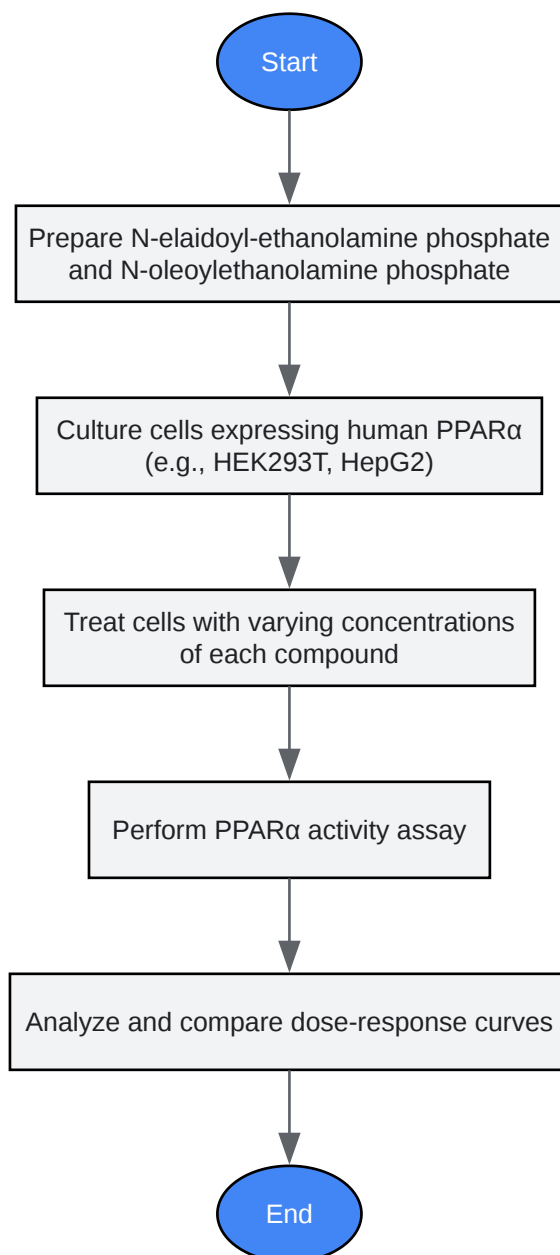 Start
Prepare N-elaidoyl-ethanolamine phosphate
and N-oleoylethanolamine phosphate
Culture cells expressing human PPARα
(e.g., HEK293T, HepG2)
Treat cells with varying concentrations
of each compound
Perform PPARα activity assay
Analyze and compare dose-response curves
End